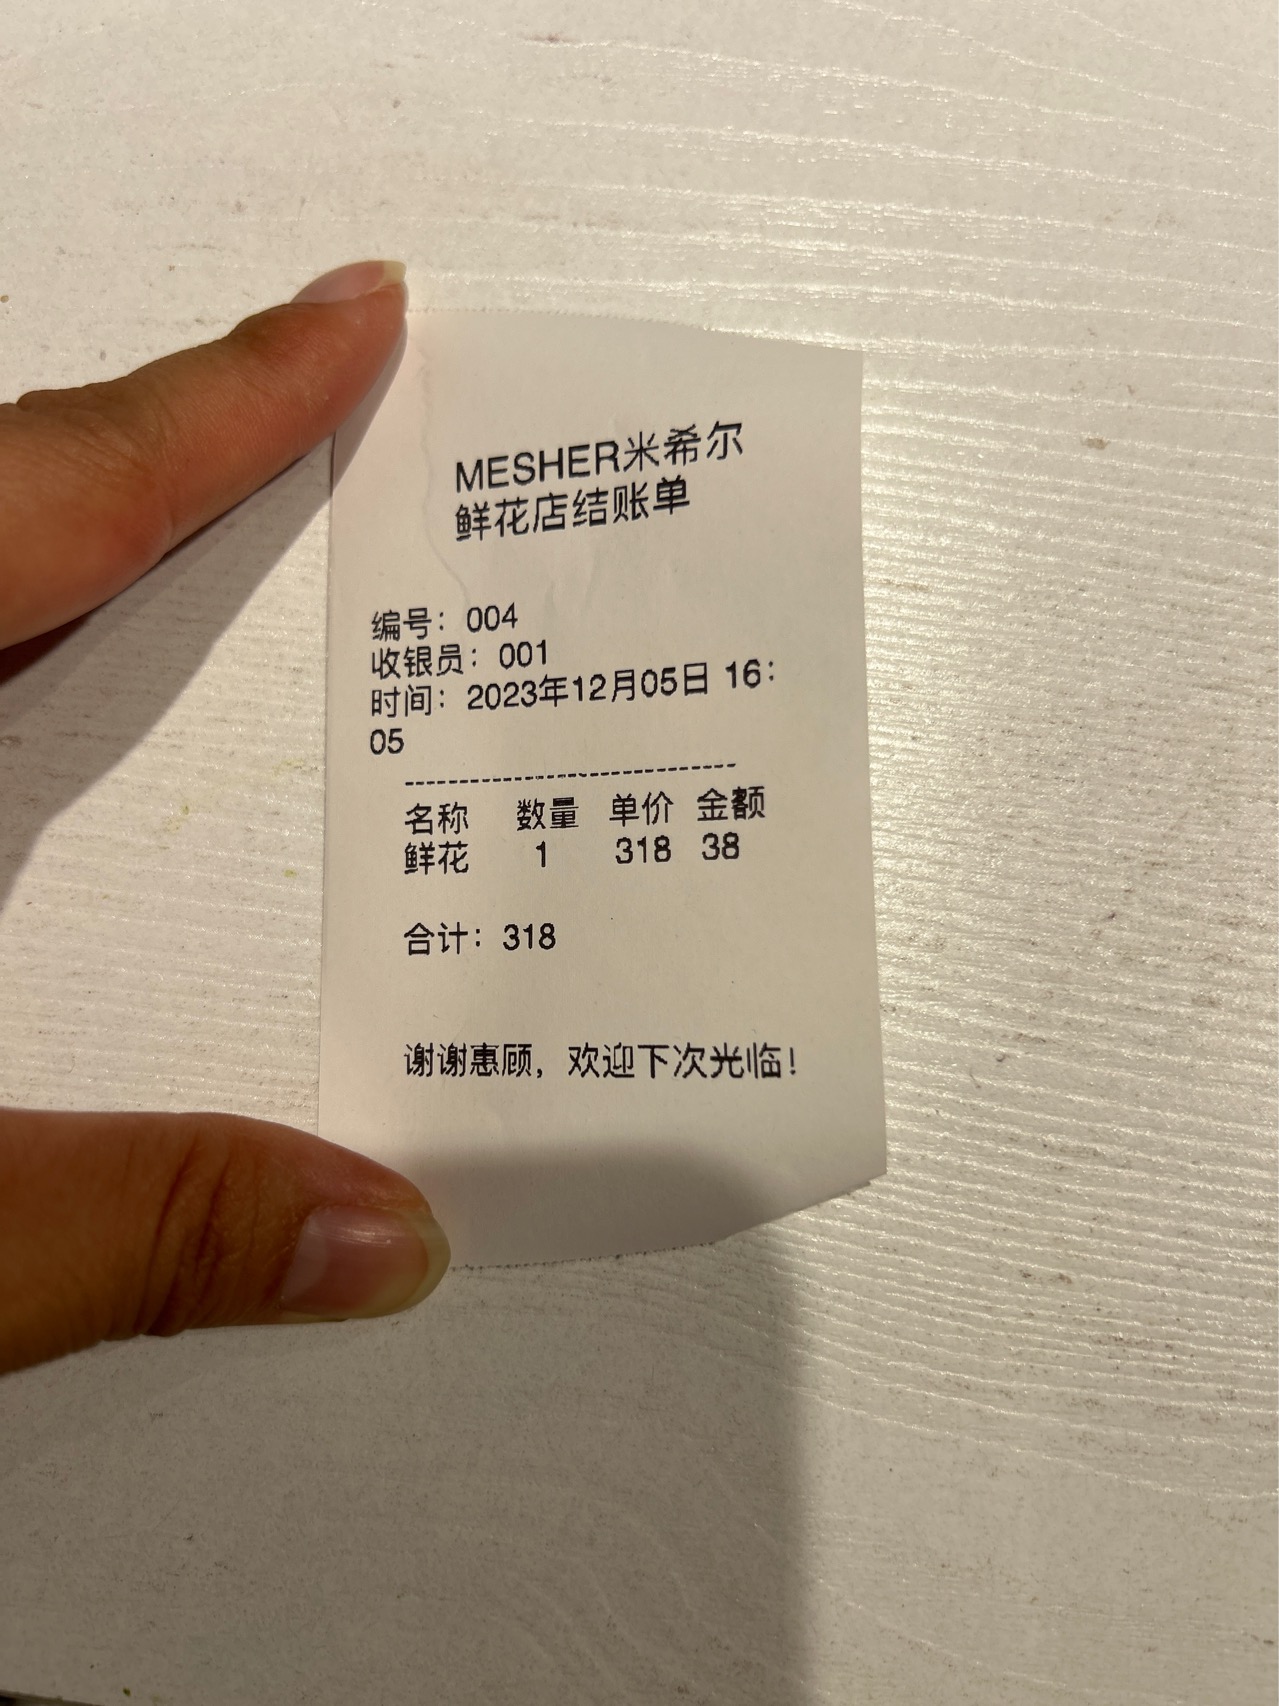 MESHER米希尔
鲜花店结账单
编号：004
收银员：001
时间：2023年12月05日 16：
05
--------------------------------
名称 数量 单价 金额
鲜花 1 318 38
合计：318
谢谢惠顾，欢迎下次光临！